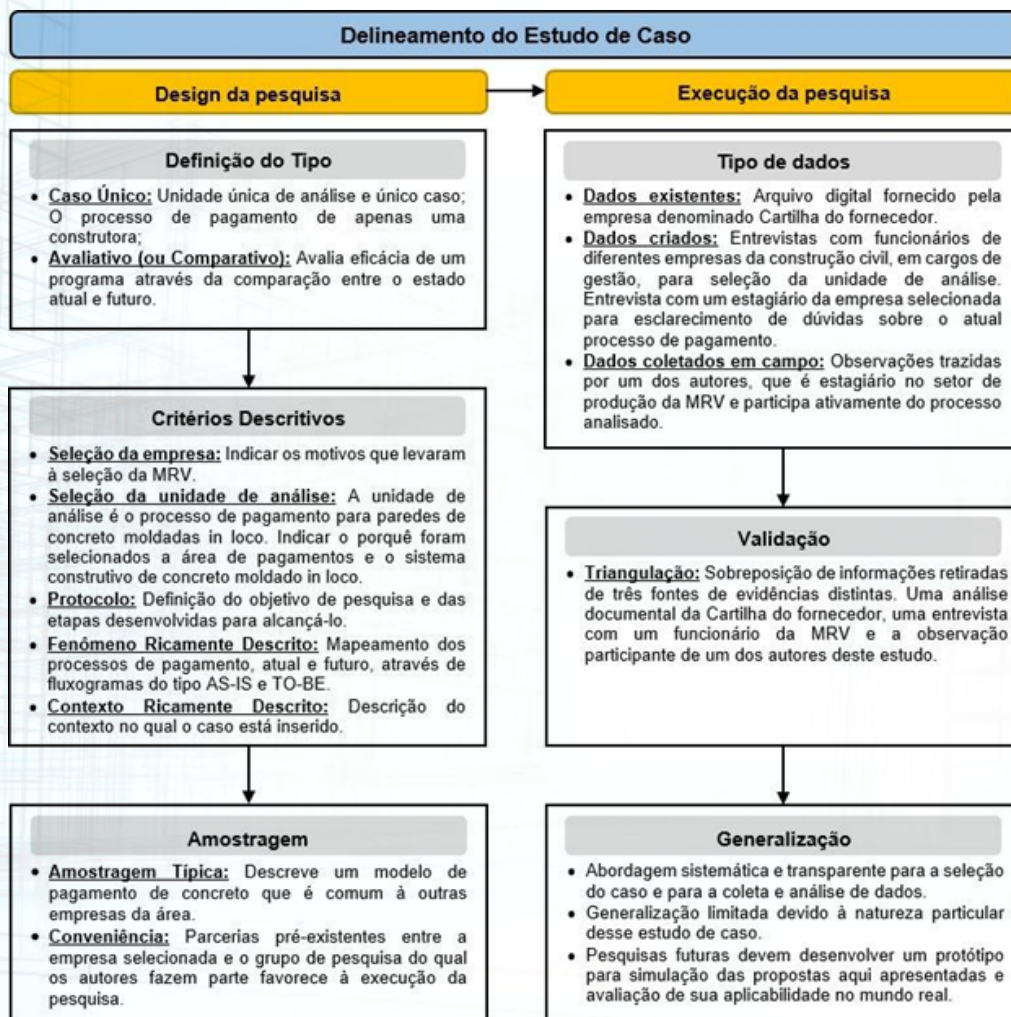 Delineamento do Estudo de Caso
Design da pesquisa
Execução da pesquisa
Definição do Tipo
• Caso Único: Unidade única de análise e único caso;
O processo de pagamento de apenas uma
construtora;
• Avaliativo (ou Comparativo): Avalia eficácia de um
programa através da comparação entre o estado
atual e futuro.
Critérios Descritivos
• Seleção da empresa: Indicar os motivos que levaram
à seleção da MRV.
• Seleção da unidade de análise: A unidade de
análise é o processo de pagamento para paredes de
concreto moldadas in loco. Indicar o porquê foram
selecionados a área de pagamentos e o sistema
construtivo de concreto moldado in loco.
• Protocolo: Definição do objetivo de pesquisa e das
etapas desenvolvidas para alcançá-lo.
• Fenômeno Ricamente Descrito: Mapeamento dos
processos de pagamento, atual e futuro, através de
fluxogramas do tipo AS-IS e TO-BE.
• Contexto Ricamente Descrito: Descrição do
contexto no qual o caso está inserido.
Amostragem
• Amostragem Típica: Descreve um modelo de
pagamento de concreto que é comum à outras
empresas da área.
• Conveniência: Parcerias pré-existentes entre a
empresa selecionada e o grupo de pesquisa do qual
os autores fazem parte favorece à execução da
pesquisa.
Tipo de dados
• Dados existentes: Arquivo digital fornecido pela
empresa denominado Cartilha do fornecedor.
• Dados criados: Entrevistas com funcionários de
diferentes empresas da construção civil, em cargos de
gestão, para seleção da unidade de análise.
Entrevista com um estagiário da empresa selecionada
para esclarecimento de dúvidas sobre o atual
processo de pagamento.
• Dados coletados em campo: Observações trazidas
por um dos autores, que é estagiário no setor de
produção da MRV e participa ativamente do processo
analisado.
Validação
• Triangulação: Sobreposição de informações retiradas
de três fontes de evidências distintas. Uma análise
documental da Cartilha do fornecedor, uma entrevista
com um funcionário da MRV e a observação
participante de um dos autores deste estudo.
Generalização
• Abordagem sistemática e transparente para a seleção
do caso e para a coleta e análise de dados.
• Generalização limitada devido à natureza particular
desse estudo de caso.
• Pesquisas futuras devem desenvolver um protótipo
para simulação das propostas aqui apresentadas e
avaliação de sua aplicabilidade no mundo real.